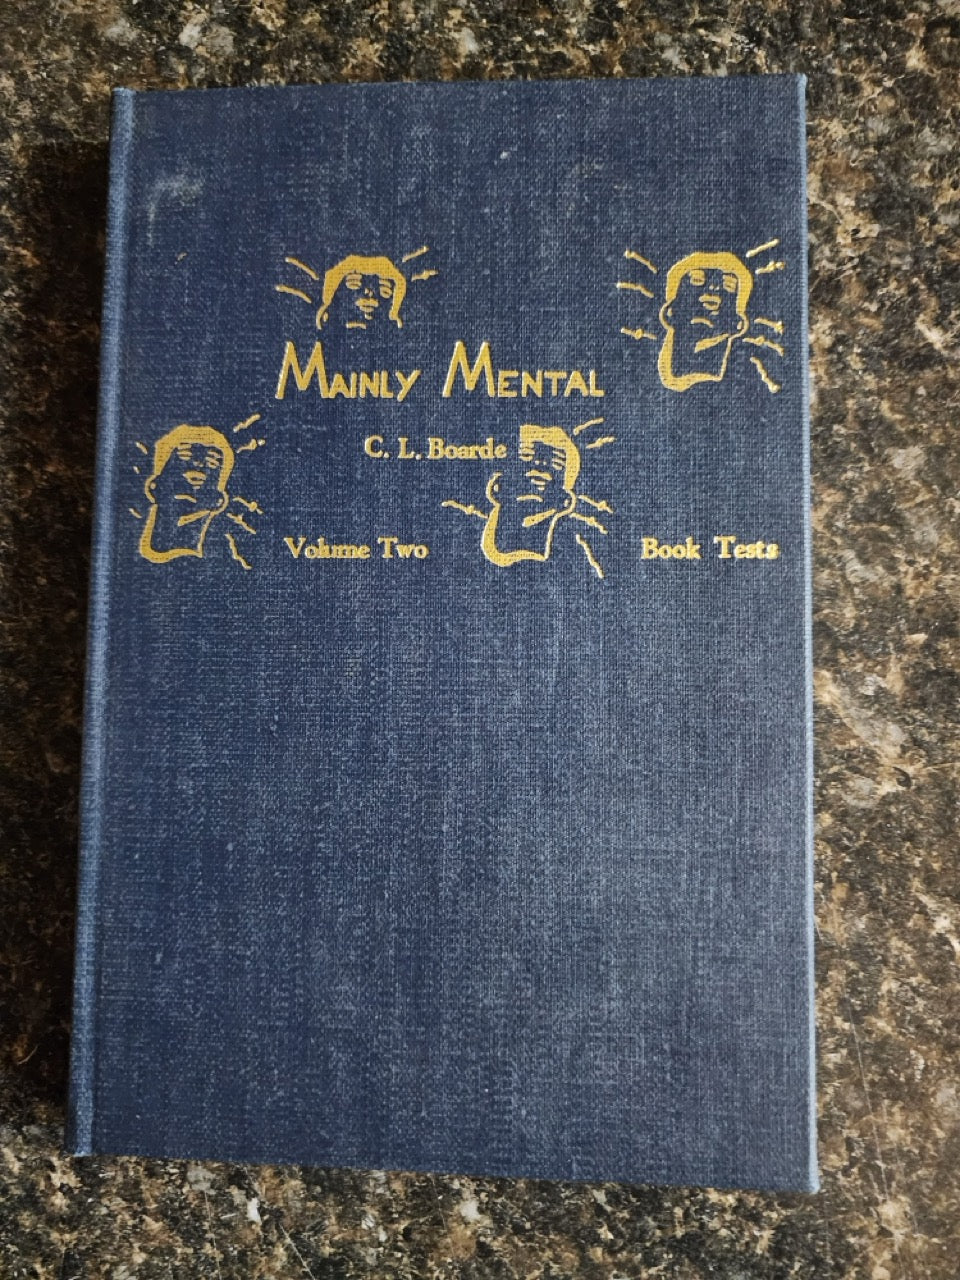 Mainly Mental
C. L. Boarde
Volume Two
Book Tests